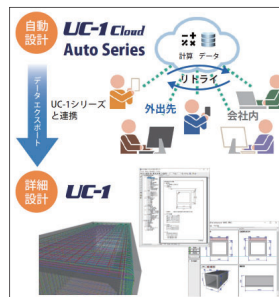 自動
設計
UC-1 Cloud
Auto Series
計算 データ
リトライ
UC-1シリーズ
と連携
外出先
会社内
データ エクスポート
詳細
設計
UC-1